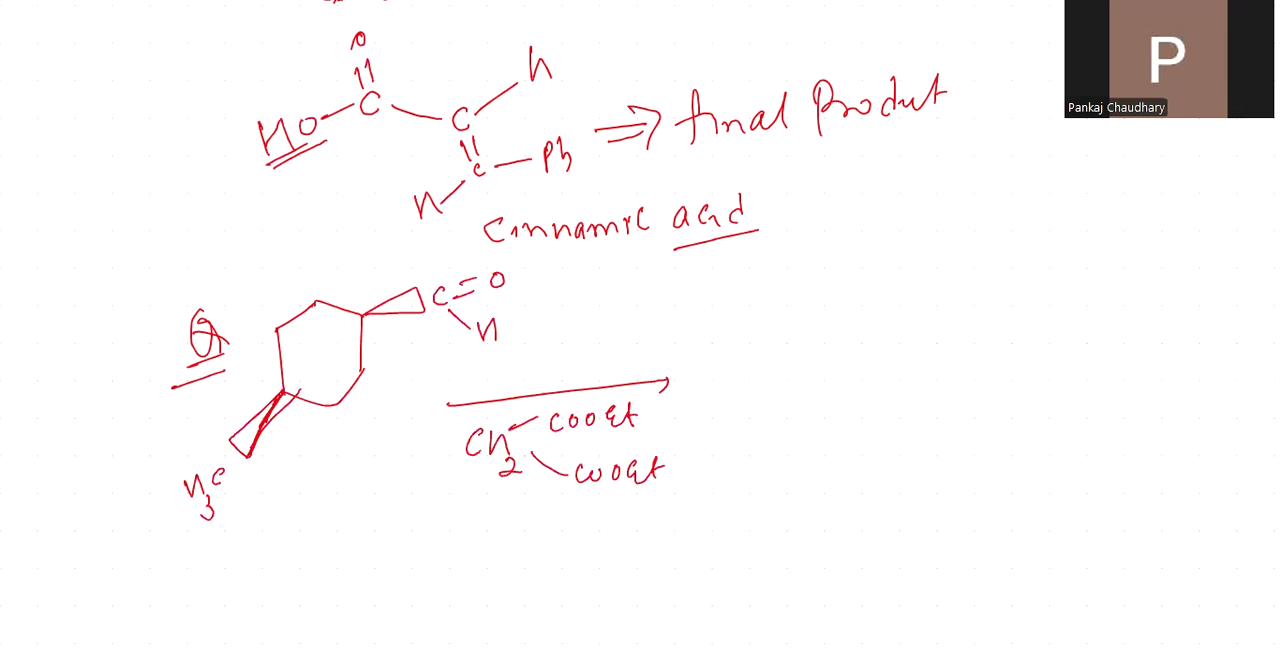 O
HO-C-C-H
H-C-Ph
⇒ final Product
Cinnamic acid
Q
C=O
H
H3C
CH2
COOEt
COOEt
P
Pankaj Chaudhary